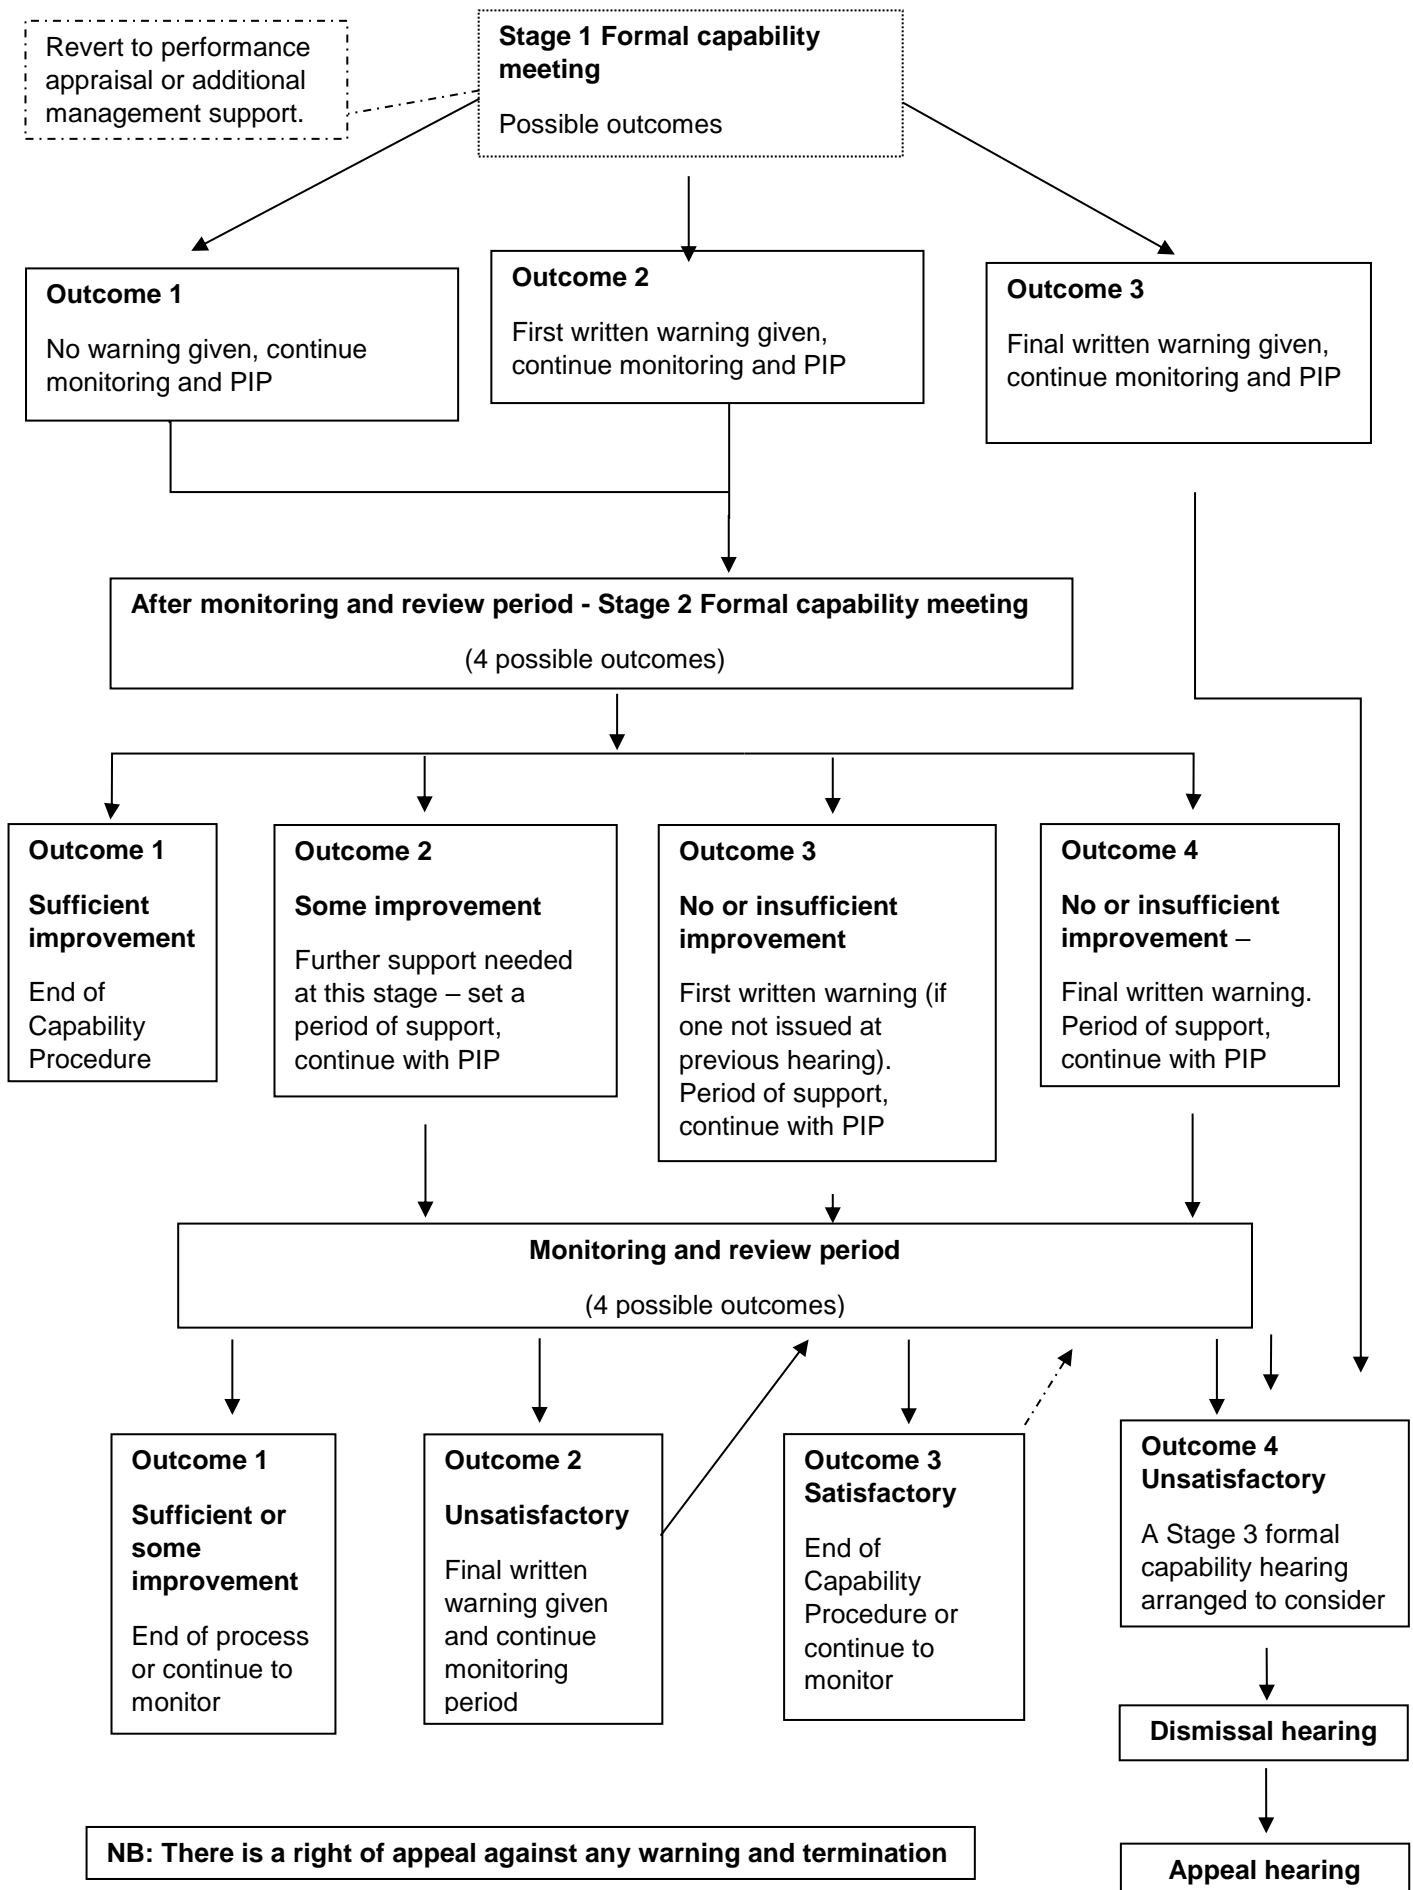 Revert to performance
appraisal or additional
management support.
Stage 1 Formal capability
meeting
Possible outcomes
Outcome 1
No warning given, continue
monitoring and PIP
Outcome 2
First written warning given,
continue monitoring and PIP
Outcome 3
Final written warning given,
continue monitoring and PIP
After monitoring and review period - Stage 2 Formal capability meeting
(4 possible outcomes)
Outcome 1
Sufficient
improvement
End of
Capability
Procedure
Outcome 2
Some improvement
Further support needed
at this stage – set a
period of support,
continue with PIP
Outcome 3
No or insufficient
improvement
First written warning (if
one not issued at
previous hearing).
Period of support,
continue with PIP
Outcome 4
No or insufficient
improvement –
Final written warning.
Period of support,
continue with PIP
Monitoring and review period
(4 possible outcomes)
Outcome 1
Sufficient or
some
improvement
End of process
or continue to
monitor
Outcome 2
Unsatisfactory
Final written
warning given
and continue
monitoring
period
Outcome 3
Satisfactory
End of
Capability
Procedure or
continue to
monitor
Outcome 4
Unsatisfactory
A Stage 3 formal
capability hearing
arranged to consider
Dismissal hearing
NB: There is a right of appeal against any warning and termination
Appeal hearing